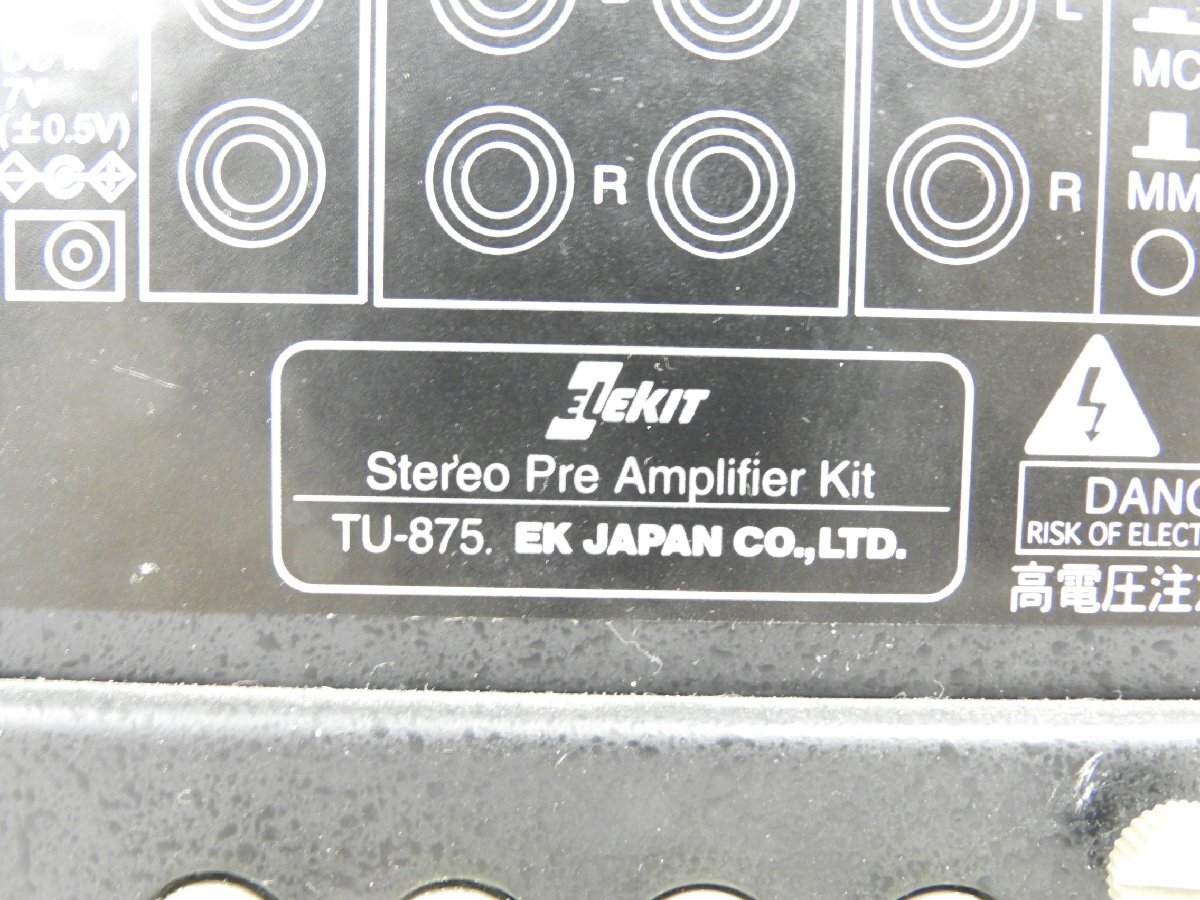 7V
(±0.5V)
L
R
L
R
MC
MM
ELEKIT
Stereo Pre Amplifier Kit
TU-875. EK JAPAN CO.,LTD.
DANG
RISK OF ELECT
高電圧注